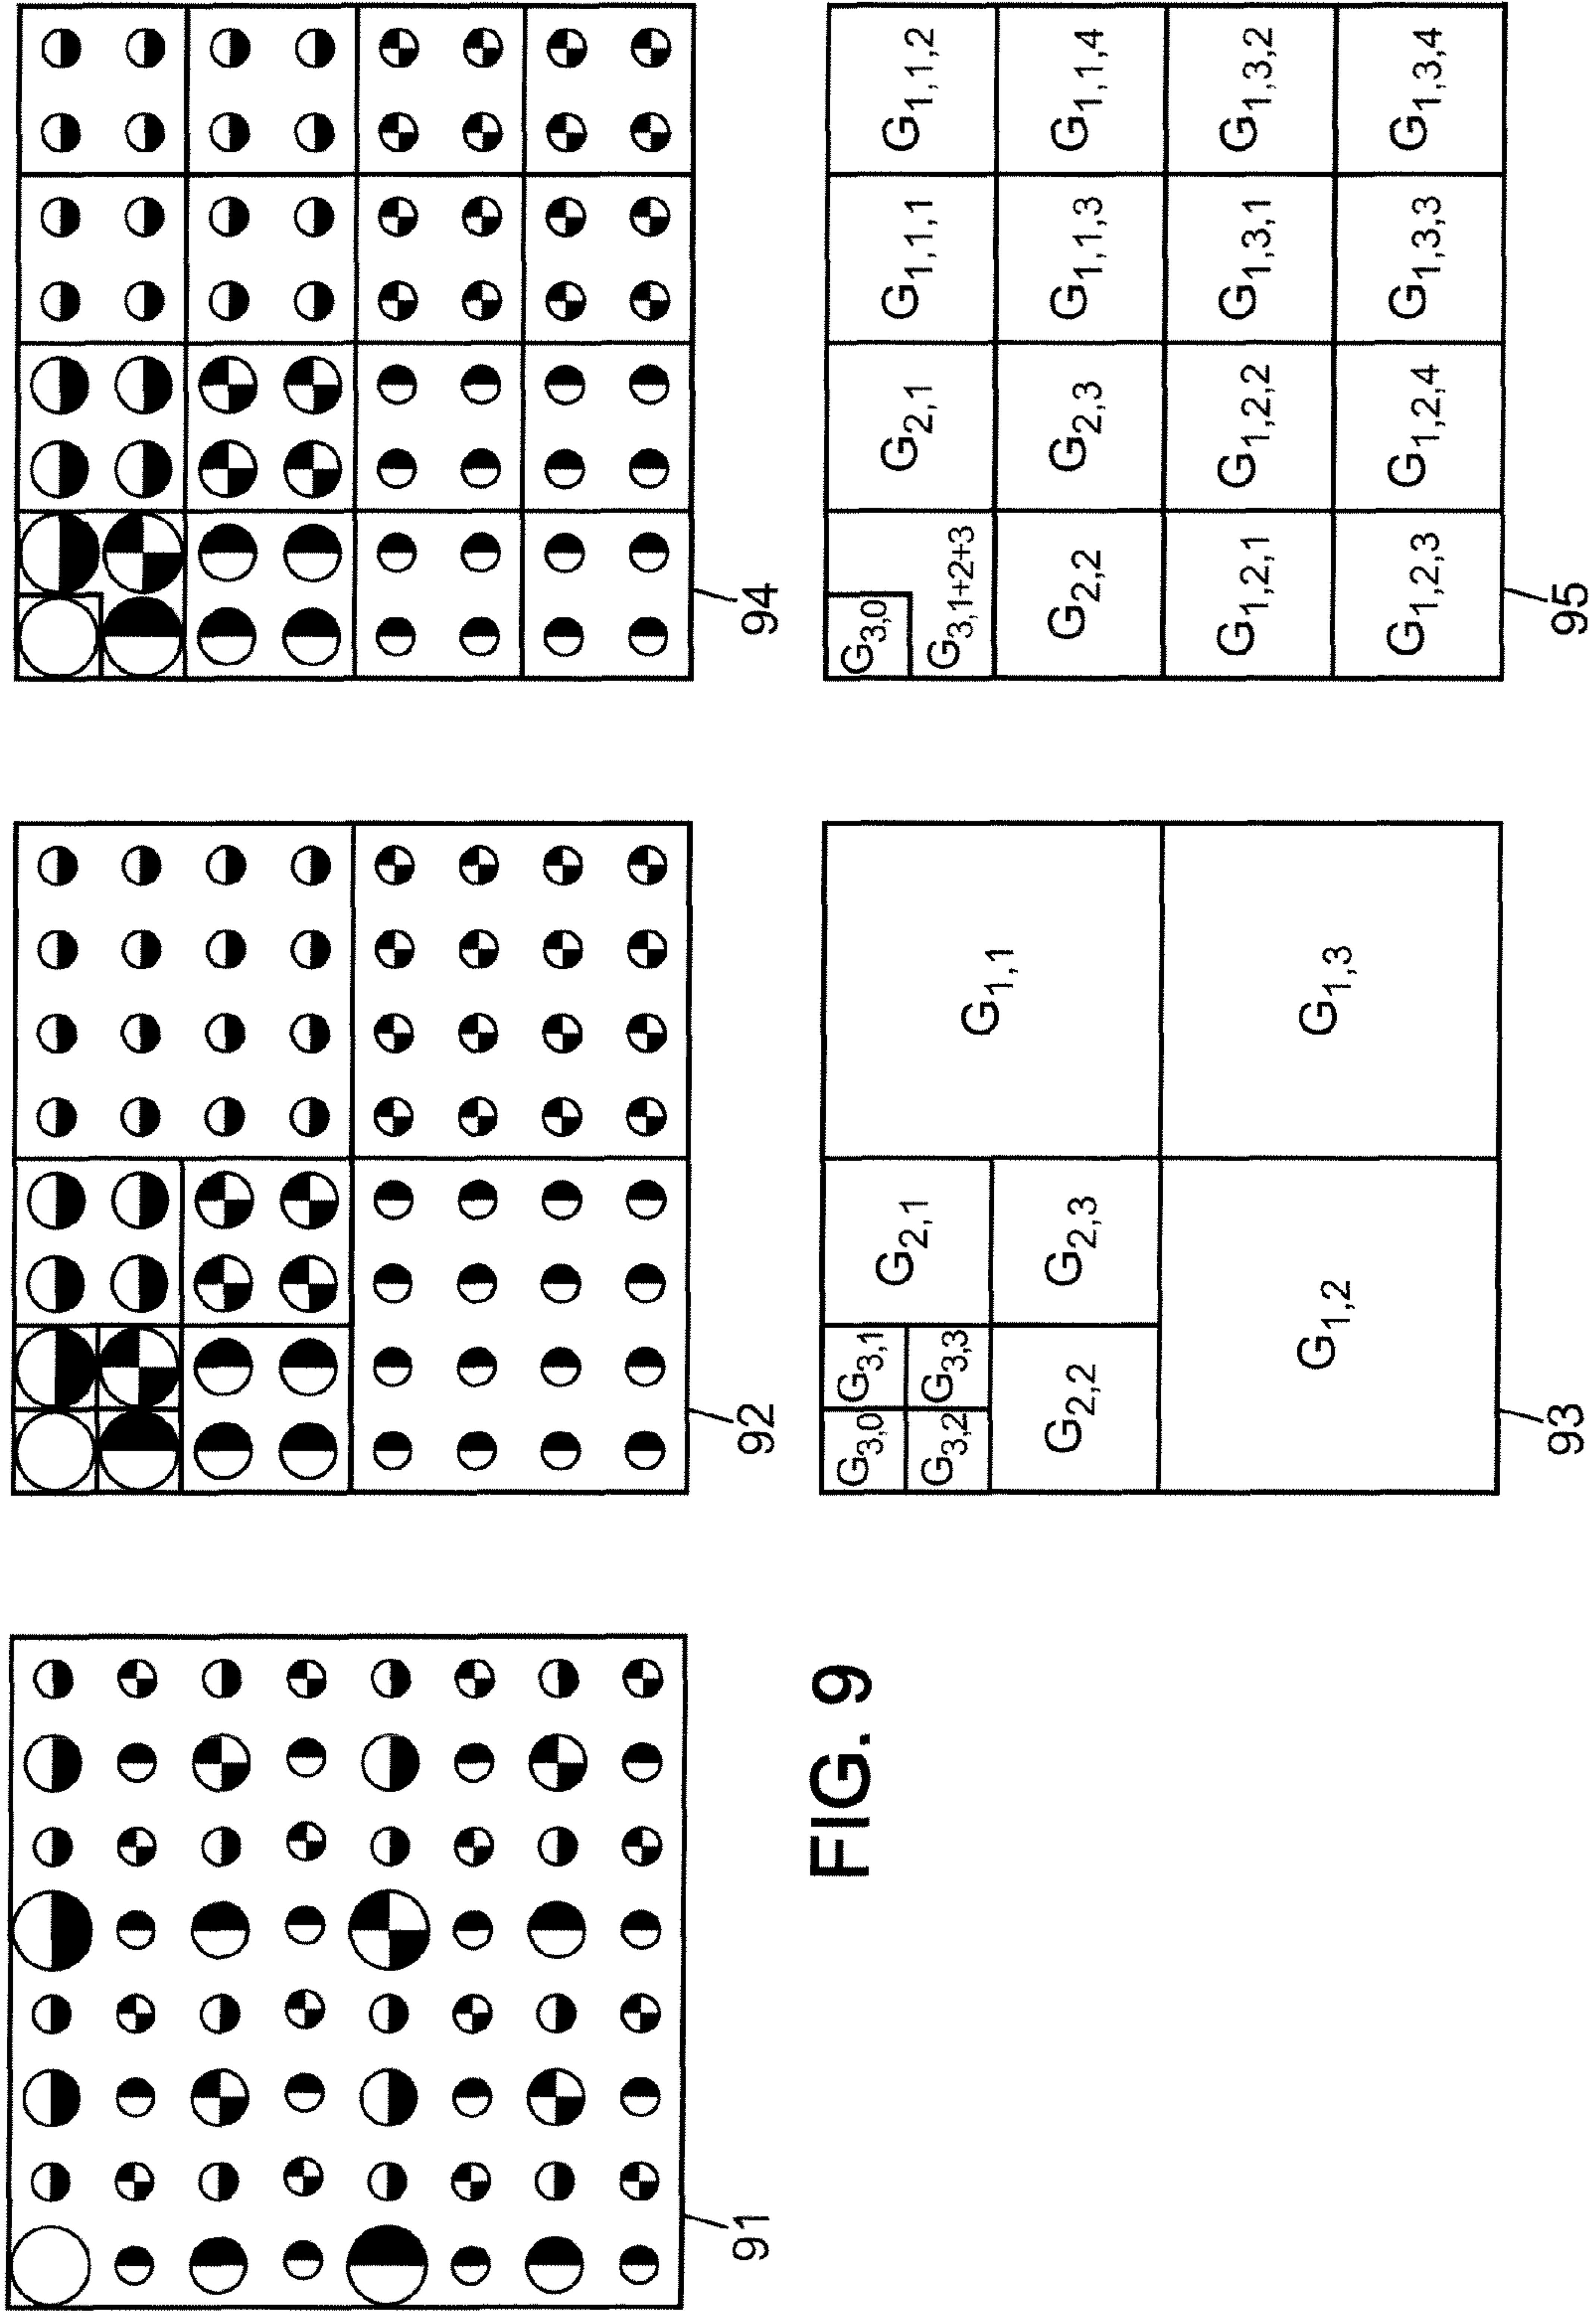 91
92
94
FIG. 9
G3,0 G3,1
G2,1
G3,2 G3,3
G1,1
G2,2 G2,3
G1,2 G1,3
93
G3,0
G2,1 G1,1,1 G1,1,2
G3,1+2+3
G2,2 G2,3 G1,1,3 G1,1,4
G1,2,1 G1,2,2 G1,3,1 G1,3,2
G1,2,3 G1,2,4 G1,3,3 G1,3,4
95